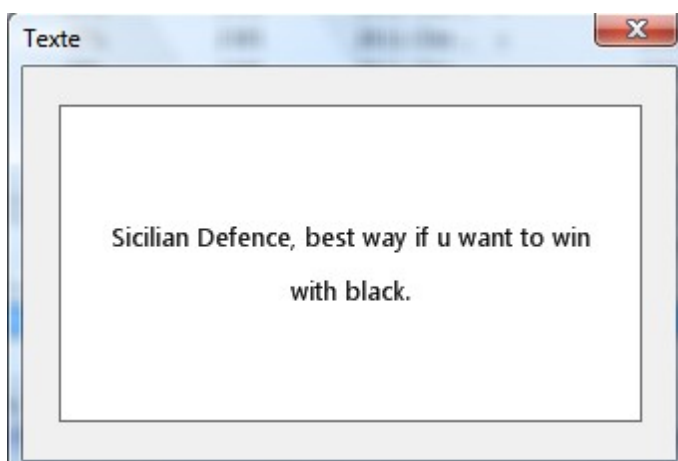 Texte
Sicilian Defence, best way if u want to win
with black.